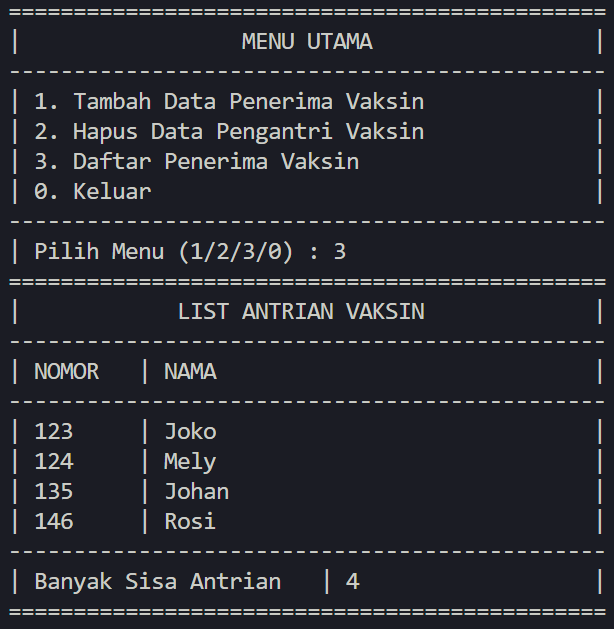 ==============================================
|                 MENU UTAMA                 |
----------------------------------------------
| 1. Tambah Data Penerima Vaksin             |
| 2. Hapus Data Pengantri Vaksin             |
| 3. Daftar Penerima Vaksin                  |
| 0. Keluar                                  |
----------------------------------------------
| Pilih Menu (1/2/3/0) : 3
==============================================
|            LIST ANTRIAN VAKSIN             |
----------------------------------------------
| NOMOR   | NAMA                             |
----------------------------------------------
| 123     | Joko                             |
| 124     | Mely                             |
| 135     | Johan                            |
| 146     | Rosi                             |
----------------------------------------------
| Banyak Sisa Antrian   | 4                  |
==============================================